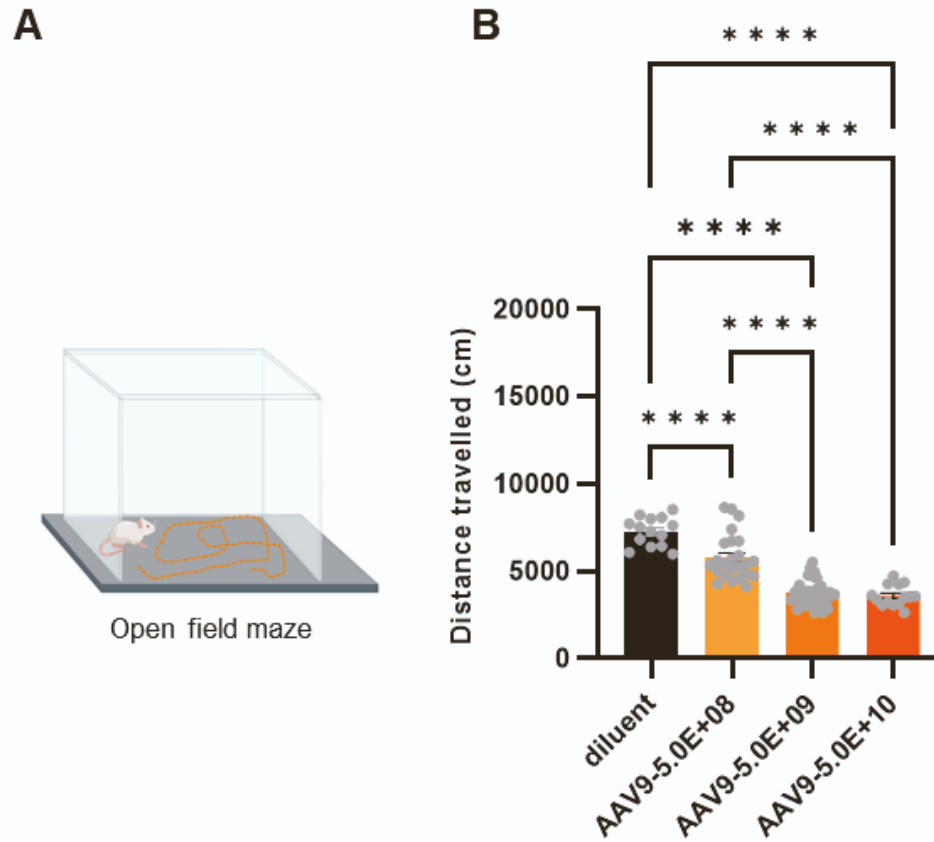 A
B
* * * *
* * * *
* * * *
* * * *
* * * *
20000
15000
10000
5000
0
Distance travelled (cm)
diluent
AAV9-5.0E+08
AAV9-5.0E+09
AAV9-5.0E+10
Open field maze